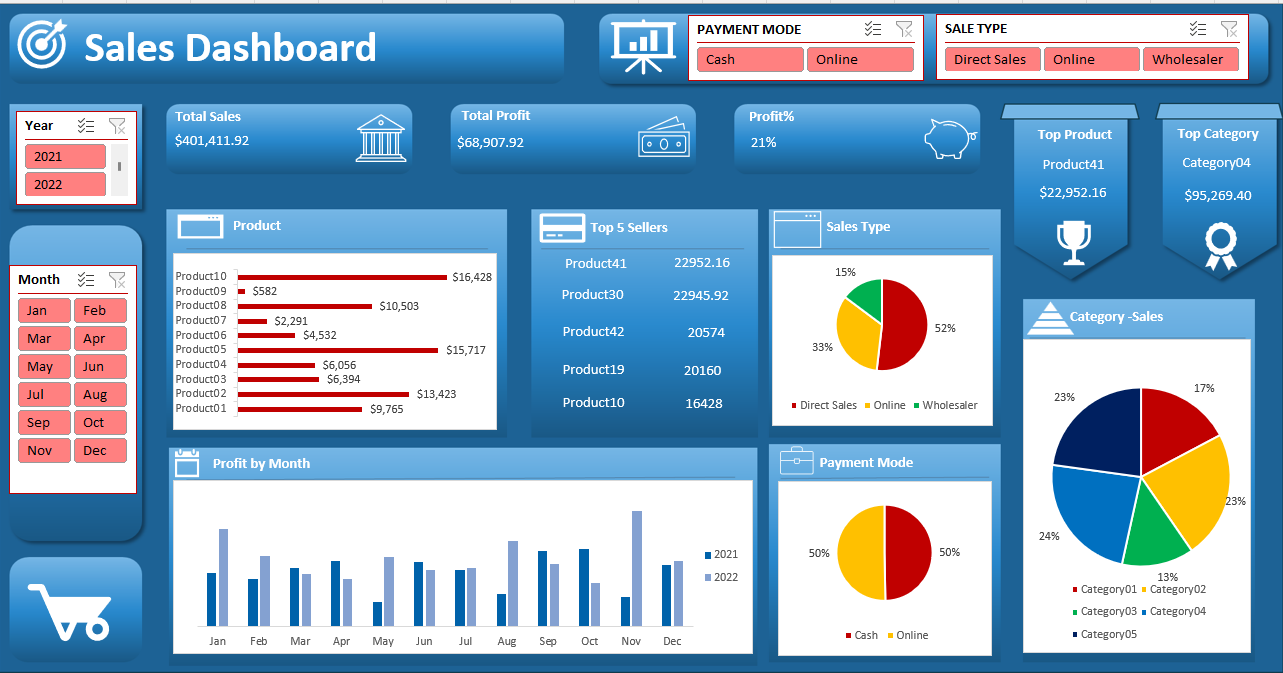 Sales Dashboard
PAYMENT MODE
Cash
Online
SALE TYPE
Direct Sales
Online
Wholesaler
Year
2021
2022
Total Sales
$401,411.92
Total Profit
$68,907.92
Profit%
21%
Top Product
Product41
$22,952.16
Top Category
Category04
$95,269.40
Month
Jan
Feb
Mar
Apr
May
Jun
Jul
Aug
Sep
Oct
Nov
Dec
Product
Product10 $16,428
Product09 $582
Product08 $10,503
Product07 $2,291
Product06 $4,532
Product05 $15,717
Product04 $6,056
Product03 $6,394
Product02 $13,423
Product01 $9,765
Top 5 Sellers
Product41 22952.16
Product30 22945.92
Product42 20574
Product19 20160
Product10 16428
Sales Type
15%
52%
33%
Direct Sales Online Wholesaler
Category -Sales
17%
23%
23%
24%
13%
Category01 Category02
Category03 Category04
Category05
Profit by Month
2021
2022
Jan Feb Mar Apr May Jun Jul Aug Sep Oct Nov Dec
Payment Mode
50% 50%
Cash Online